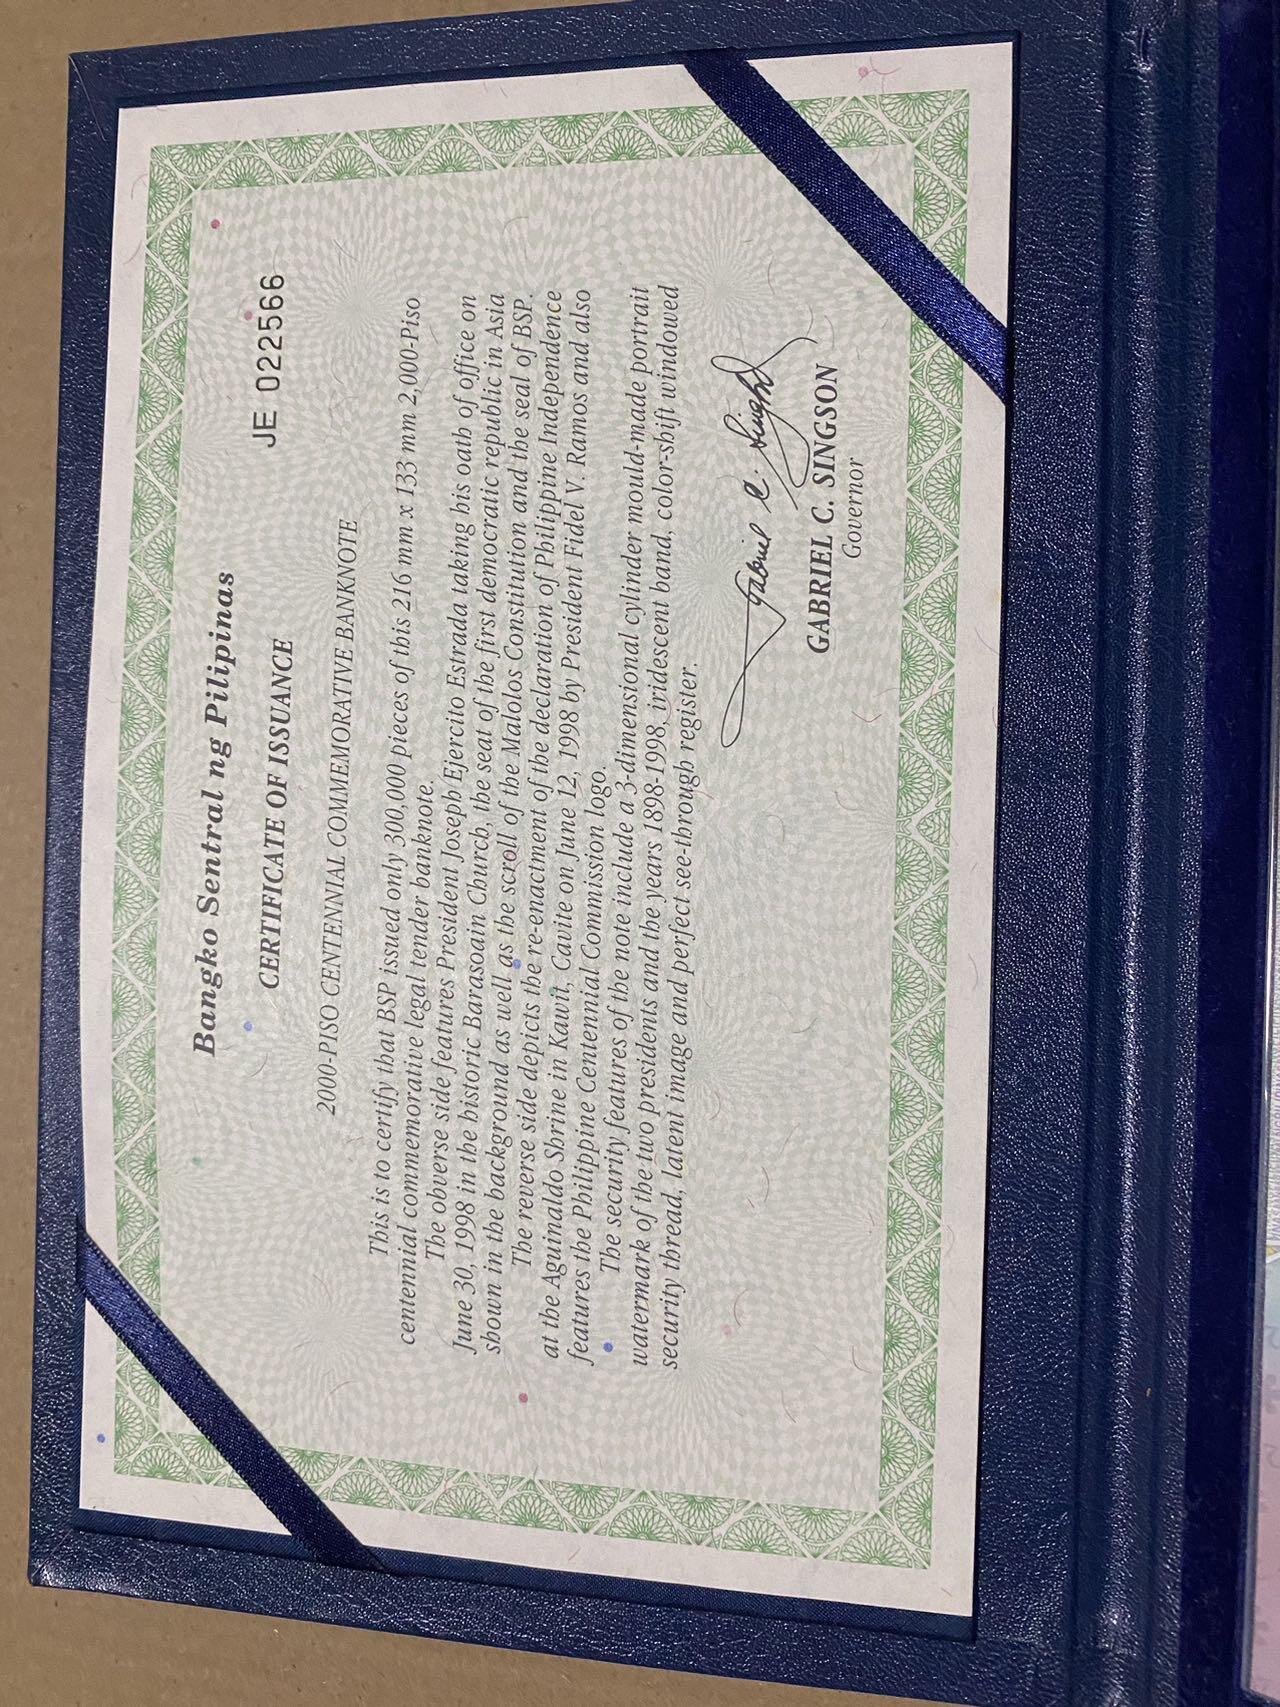 Bangko Sentral ng Pilipinas
CERTIFICATE OF ISSUANCE
JE 022566
2000-PISO CENTENNIAL COMMEMORATIVE BANKNOTE
This is to certify that BSP issued only 300,000 pieces of this 216 mm x 133 mm 2,000-Piso
centennial commemorative legal tender banknote.
The obverse side features President Joseph Ejercito Estrada taking his oath of office on
June 30, 1998 in the historic Barasoain Church, the seat of the first democratic republic in Asia
shown in the background as well as the scroll of the Malolos Constitution and the seal of BSP.
The reverse side depicts the re-enactment of the declaration of Philippine Independence
at the Aguinaldo Shrine in Kawit, Cavite on June 12, 1998 by President Fidel V. Ramos and also
features the Philippine Centennial Commission logo.
The security features of the note include a 3-dimensional cylinder mould-made portrait
watermark of the two presidents and the years 1898-1998, iridescent band, color-shift windowed
security thread, latent image and perfect see-through register.
Gabriel C. Singson
GABRIEL C. SINGSON
Governor